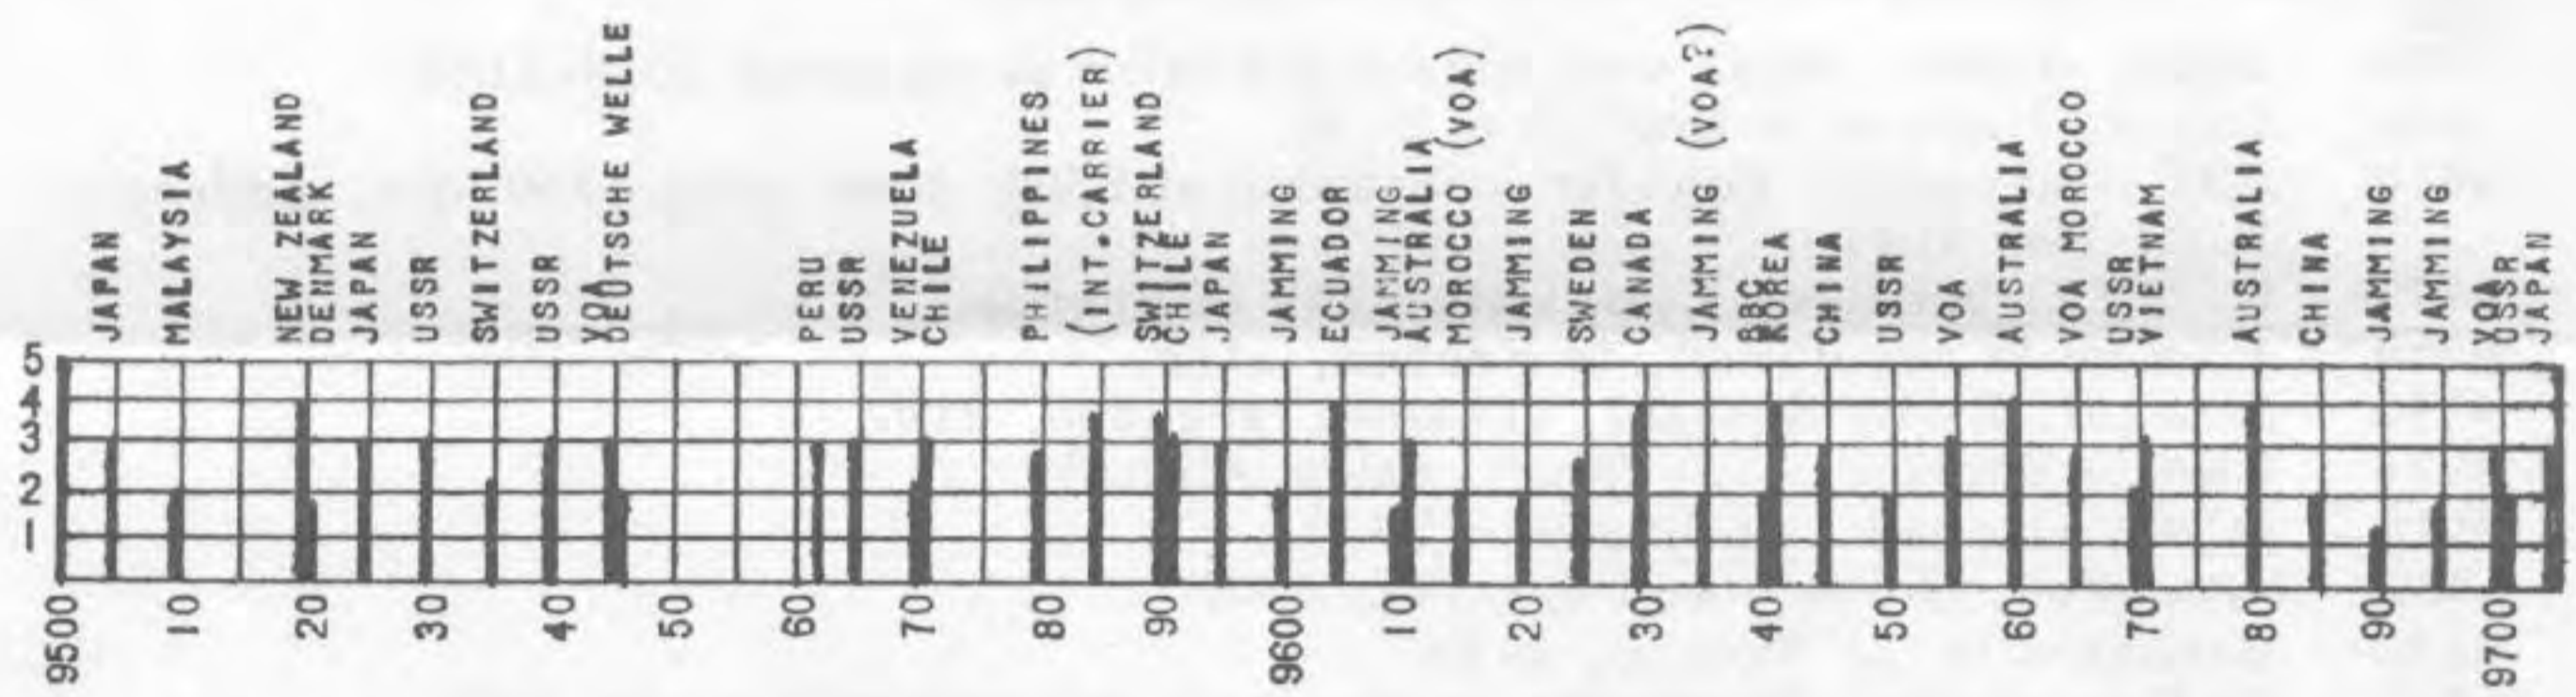 JAPAN
MALAYSIA
NEW ZEALAND
DENMARK
JAPAN
USSR
SWITZERLAND
USSR
VOA
DEUTSCHE WELLE
PERU
USSR
VENEZUELA
CHILE
PHILIPPINES
(INT.CARRIER)
SWITZERLAND
CHILE
JAPAN
JAMMING
ECUADOR
JAMMING
AUSTRALIA
MOROCCO (VOA)
JAMMING
SWEDEN
CANADA
JAMMING (VOA?)
BBC
KOREA
CHINA
USSR
VOA
AUSTRALIA
VOA MOROCCO
USSR
VIETNAM
AUSTRALIA
CHINA
JAMMING
JAMMING
VOA
USSR
JAPAN
5
4
3
2
1
9500 10 20 30 40 50 60 70 80 90 9600 10 20 30 40 50 60 70 80 90 9700